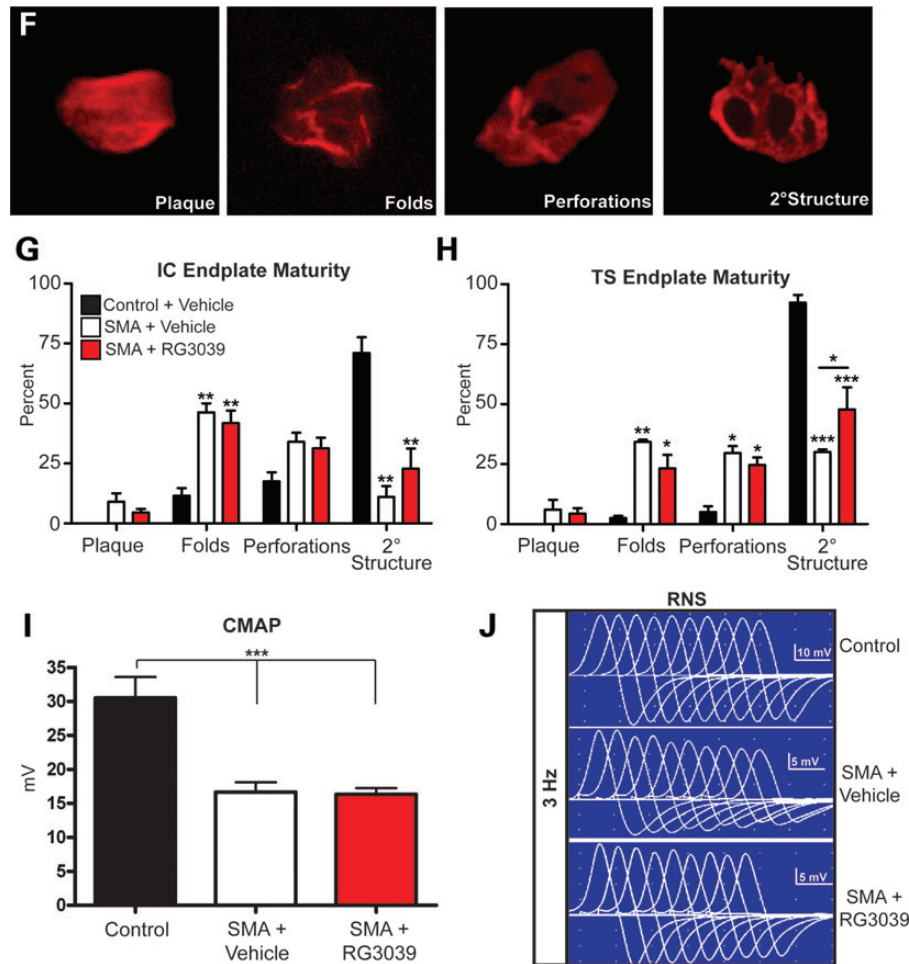 F
Plaque
Folds
Perforations
2°Structure
G
IC Endplate Maturity
Percent
100
75
50
25
0
Control + Vehicle
SMA + Vehicle
SMA + RG3039
**
**
**
**
Plaque
Folds
Perforations
2°
Structure
H
TS Endplate Maturity
Percent
100
75
50
25
0
**
*
*
*
*
***
***
Plaque
Folds
Perforations
2°
Structure
I
CMAP
***
mV
35
30
25
20
15
10
5
0
Control
SMA +
Vehicle
SMA +
RG3039
J
RNS
3 Hz
10 mV
Control
5 mV
SMA +
Vehicle
5 mV
SMA +
RG3039